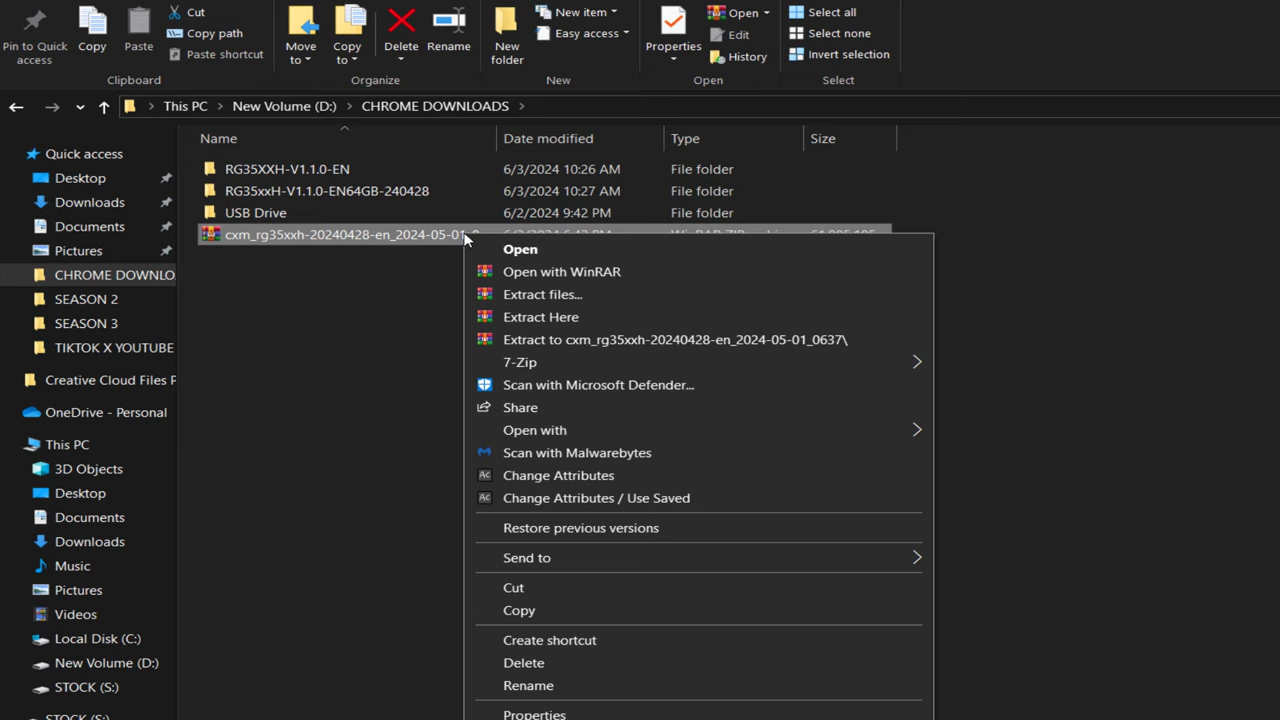 Pin to Quick access
Copy
Paste
Cut
Copy path
Paste shortcut
Clipboard
Move to
Copy to
Delete
Rename
Organize
New folder
New item
Easy access
New
Properties
Open
Edit
History
Open
Select all
Select none
Invert selection
Select
This PC
New Volume (D:)
CHROME DOWNLOADS
Name
Date modified
Type
Size
RG35XXH-V1.1.0-EN 6/3/2024 10:26 AM File folder
RG35xxH-V1.1.0-EN64GB-240428 6/3/2024 10:27 AM File folder
USB Drive 6/2/2024 9:42 PM File folder
cxm_rg35xxh-20240428-en_2024-05-01
Quick access
Desktop
Downloads
Documents
Pictures
CHROME DOWNLO
SEASON 2
SEASON 3
TIKTOK X YOUTUBE
Creative Cloud Files P
OneDrive - Personal
This PC
3D Objects
Desktop
Documents
Downloads
Music
Pictures
Videos
Local Disk (C:)
New Volume (D:)
STOCK (S:)
STOCK (S:)
Open
Open with WinRAR
Extract files...
Extract Here
Extract to cxm_rg35xxh-20240428-en_2024-05-01_0637\
7-Zip
Scan with Microsoft Defender...
Share
Open with
Scan with Malwarebytes
Ac Change Attributes
Ac Change Attributes / Use Saved
Restore previous versions
Send to
Cut
Copy
Create shortcut
Delete
Rename
Properties